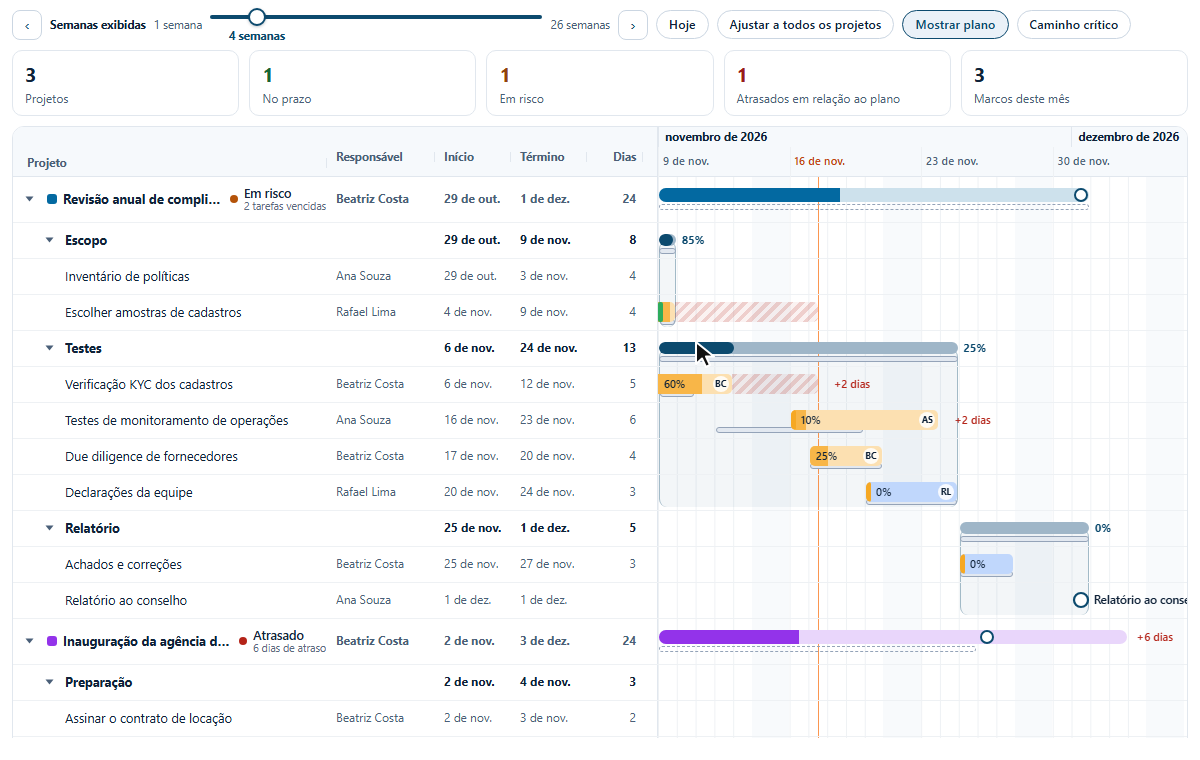 ‹ Semanas exibidas 1 semana 4 semanas 26 semanas › Hoje Ajustar a todos os projetos Mostrar plano Caminho crítico
3 Projetos
1 No prazo
1 Em risco
1 Atrasados em relação ao plano
3 Marcos deste mês
novembro de 2026 dezembro de 2026
Projeto Responsável Início Término Dias 9 de nov. 16 de nov. 23 de nov. 30 de nov.
Revisão anual de compli... Em risco 2 tarefas vencidas Beatriz Costa 29 de out. 1 de dez. 24
Escopo 29 de out. 9 de nov. 8 85%
Inventário de políticas Ana Souza 29 de out. 3 de nov. 4
Escolher amostras de cadastros Rafael Lima 4 de nov. 9 de nov. 4
Testes 6 de nov. 24 de nov. 13 25%
Verificação KYC dos cadastros Beatriz Costa 6 de nov. 12 de nov. 5 60% BC +2 dias
Testes de monitoramento de operações Ana Souza 16 de nov. 23 de nov. 6 10% AS +2 dias
Due diligence de fornecedores Beatriz Costa 17 de nov. 20 de nov. 4 25% BC
Declarações da equipe Rafael Lima 20 de nov. 24 de nov. 3 0% RL
Relatório 25 de nov. 1 de dez. 5 0%
Achados e correções Beatriz Costa 25 de nov. 27 de nov. 3 0%
Relatório ao conselho Ana Souza 1 de dez. 1 de dez. Relatório ao conse
Inauguração da agência d... Atrasado 6 dias de atraso Beatriz Costa 2 de nov. 3 de dez. 24 +6 dias
Preparação 2 de nov. 4 de nov. 3
Assinar o contrato de locação Beatriz Costa 2 de nov. 3 de nov. 2